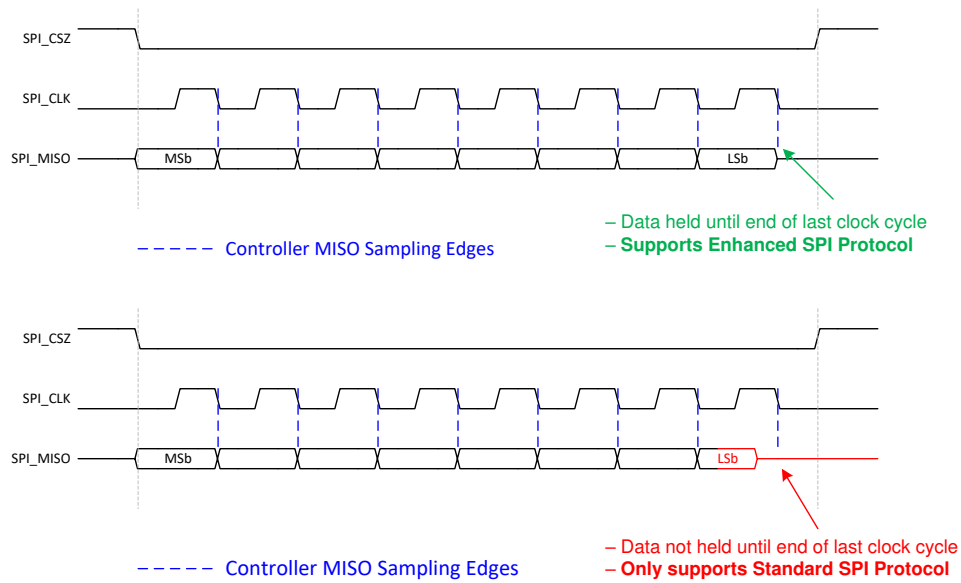 SPI_CSZ
SPI_CLK
SPI_MISO
MSb
LSb
– Data held until end of last clock cycle
– Supports Enhanced SPI Protocol
Controller MISO Sampling Edges
SPI_CSZ
SPI_CLK
SPI_MISO
MSb
LSb
– Data not held until end of last clock cycle
– Only supports Standard SPI Protocol
Controller MISO Sampling Edges